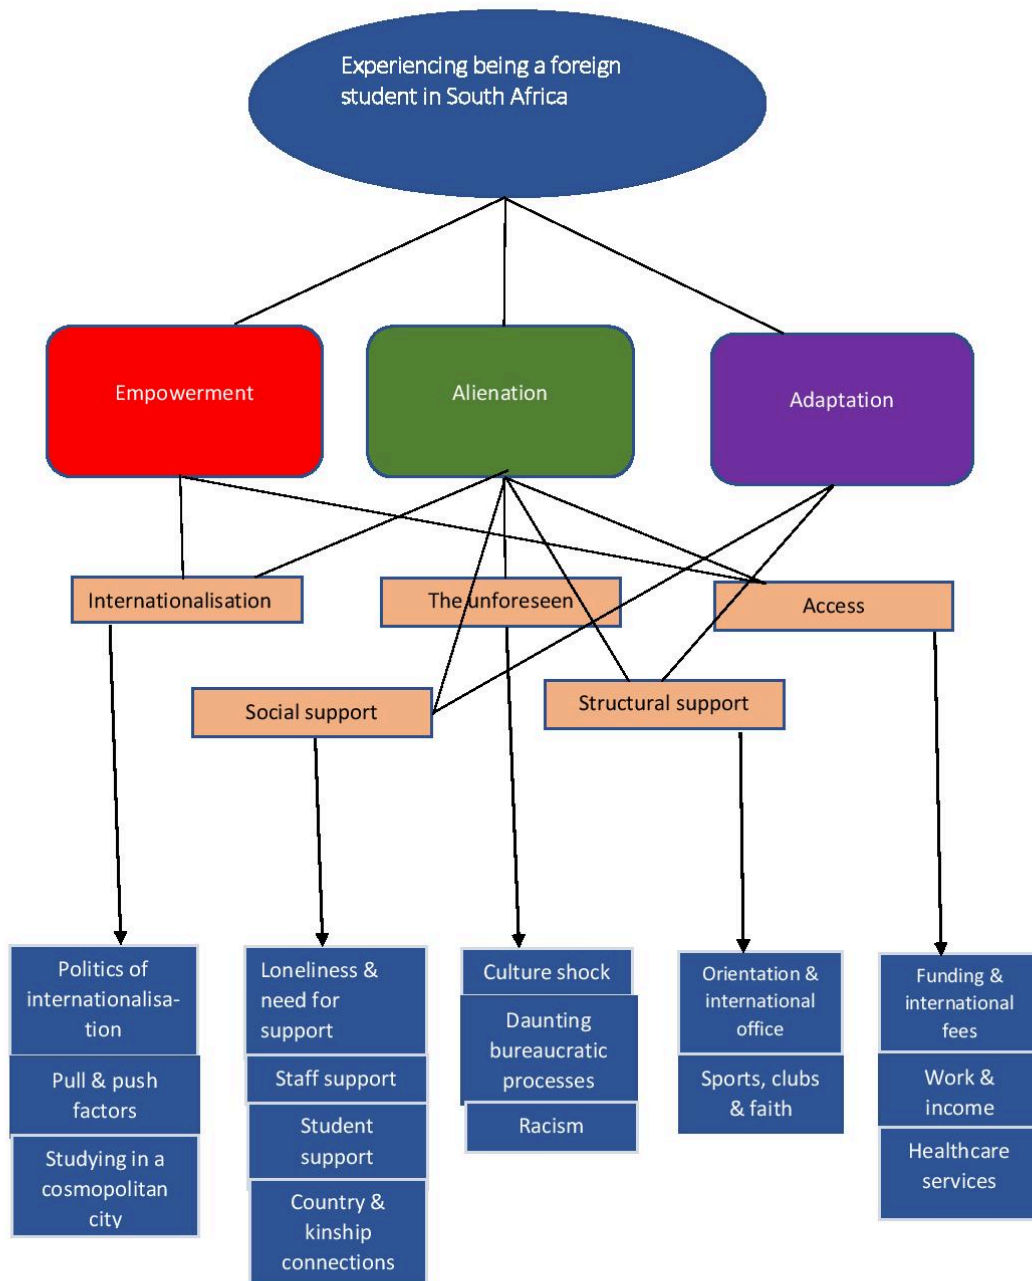 Experiencing being a foreign
student in South Africa
Empowerment
Alienation
Adaptation
Internationalisation
The unforeseen
Access
Social support
Structural support
Politics of
internationalisa-
tion
Pull & push
factors
Studying in a
cosmopolitan
city
Loneliness &
need for
support
Staff support
Student
support
Country &
kinship
connections
Culture shock
Daunting
bureaucratic
processes
Racism
Orientation &
international
office
Sports, clubs
& faith
Funding &
international
fees
Work &
income
Healthcare
services